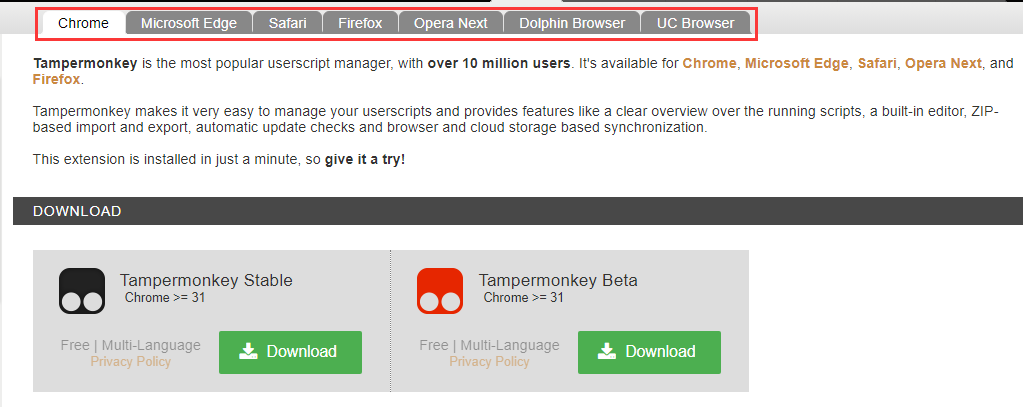 Chrome Microsoft Edge Safari Firefox Opera Next Dolphin Browser UC Browser
Tampermonkey is the most popular userscript manager, with over 10 million users. It's available for Chrome, Microsoft Edge, Safari, Opera Next, and
Firefox.
Tampermonkey makes it very easy to manage your userscripts and provides features like a clear overview over the running scripts, a built-in editor, ZIP-
based import and export, automatic update checks and browser and cloud storage based synchronization.
This extension is installed in just a minute, so give it a try!
DOWNLOAD
Tampermonkey Stable
Chrome >= 31
Free | Multi-Language
Privacy Policy
Download
Tampermonkey Beta
Chrome >= 31
Free | Multi-Language
Privacy Policy
Download